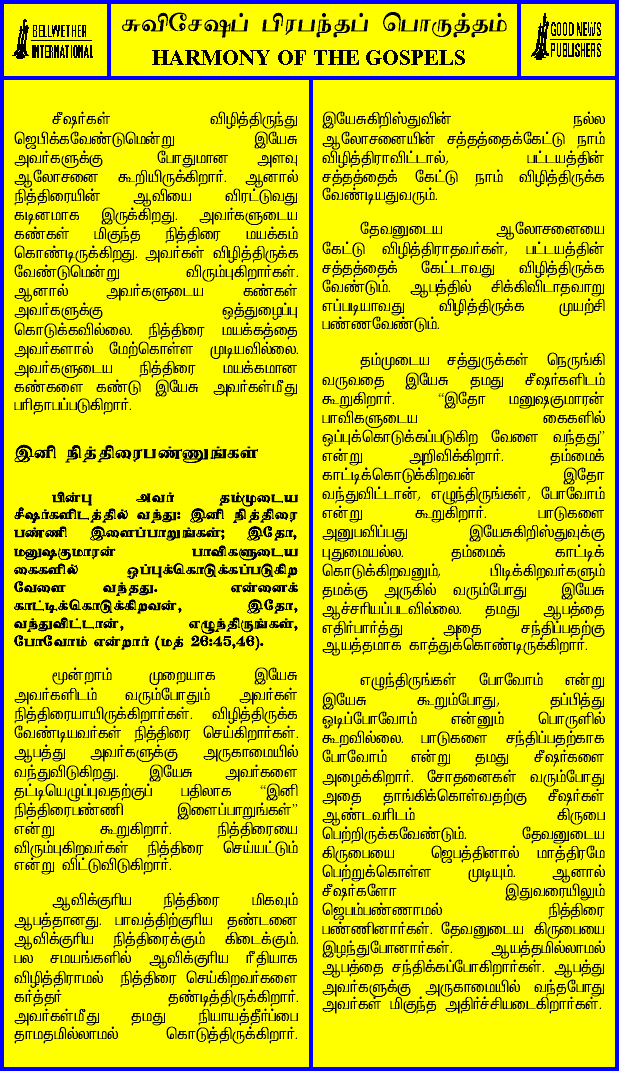 BELLWETHER
INTERNATIONAL
சுவிசேஷப் பிரபந்தப் பொருத்தம்
HARMONY OF THE GOSPELS
GOOD NEWS
PUBLISHERS
சீஷர்கள் விழித்திருந்து
ஜெபிக்கவேண்டுமென்று இயேசு
அவர்களுக்கு போதுமான அளவு
ஆலோசனை கூறியிருக்கிறார். ஆனால்
நித்திரையின் ஆவியை விரட்டுவது
கடினமாக இருக்கிறது. அவர்களுடைய
கண்கள் மிகுந்த நித்திரை மயக்கம்
கொண்டிருக்கிறது. அவர்கள் விழித்திருக்க
வேண்டுமென்று விரும்புகிறார்கள்.
ஆனால் அவர்களுடைய கண்கள்
அவர்களுக்கு ஒத்துழைப்பு
கொடுக்கவில்லை. நித்திரை மயக்கத்தை
அவர்களால் மேற்கொள்ள முடியவில்லை.
அவர்களுடைய நித்திரை மயக்கமான
கண்களை கண்டு இயேசு அவர்கள்மீது
பரிதாபப்படுகிறார்.
இனி நித்திரைபண்ணுங்கள்
பின்பு அவர் தம்முடைய
சீஷர்களிடத்தில் வந்து: இனி நித்திரை
பண்ணி இளைப்பாறுங்கள்; இதோ,
மனுஷகுமாரன் பாவிகளுடைய
கைகளில் ஒப்புக்கொடுக்கப்படுகிற
வேளை வந்தது. என்னைக்
காட்டிக்கொடுக்கிறவன், இதோ,
வந்துவிட்டான், எழுந்திருங்கள்,
போவோம் என்றார் (மத் 26:45,46).
மூன்றாம் முறையாக இயேசு
அவர்களிடம் வரும்போதும் அவர்கள்
நித்திரையாயிருக்கிறார்கள். விழித்திருக்க
வேண்டியவர்கள் நித்திரை செய்கிறார்கள்.
ஆபத்து அவர்களுக்கு அருகாமையில்
வந்துவிடுகிறது. இயேசு அவர்களை
தட்டியெழுப்புவதற்குப் பதிலாக “இனி
நித்திரைபண்ணி இளைப்பாறுங்கள்”
என்று கூறுகிறார். நித்திரையை
விரும்புகிறவர்கள் நித்திரை செய்யட்டும்
என்று விட்டுவிடுகிறார்.
ஆவிக்குரிய நித்திரை மிகவும்
ஆபத்தானது. பாவத்திற்குரிய தண்டனை
ஆவிக்குரிய நித்திரைக்கும் கிடைக்கும்.
பல சமயங்களில் ஆவிக்குரிய ரீதியாக
விழித்திராமல் நித்திரை செய்கிறவர்களை
கர்த்தர் தண்டித்திருக்கிறார்.
அவர்கள்மீது தமது நியாயத்தீர்ப்பை
தாமதமில்லாமல் கொடுத்திருக்கிறார்.
இயேசுகிறிஸ்துவின் நல்ல
ஆலோசனையின் சத்தத்தைக்கேட்டு நாம்
விழித்திராவிட்டால், பட்டயத்தின்
சத்தத்தைக் கேட்டு நாம் விழித்திருக்க
வேண்டியதுவரும்.
தேவனுடைய ஆலோசனையை
கேட்டு விழித்திராதவர்கள், பட்டயத்தின்
சத்தத்தைக் கேட்டாவது விழித்திருக்க
வேண்டும். ஆபத்தில் சிக்கிவிடாதவாறு
எப்படியாவது விழித்திருக்க முயற்சி
பண்ணவேண்டும்.
தம்முடைய சத்துருக்கள் நெருங்கி
வருவதை இயேசு தமது சீஷர்களிடம்
கூறுகிறார். “இதோ மனுஷகுமாரன்
பாவிகளுடைய கைகளில்
ஒப்புக்கொடுக்கப்படுகிற வேளை வந்தது”
என்று அறிவிக்கிறார். தம்மைக்
காட்டிக்கொடுக்கிறவன் இதோ
வந்துவிட்டான், எழுந்திருங்கள், போவோம்
என்று கூறுகிறார். பாடுகளை
அனுபவிப்பது இயேசுகிறிஸ்துவுக்கு
புதுமையல்ல. தம்மைக் காட்டிக்
கொடுக்கிறவனும், பிடிக்கிறவர்களும்
தமக்கு அருகில் வரும்போது இயேசு
ஆச்சரியப்படவில்லை. தமது ஆபத்தை
எதிர்பார்த்து அதை சந்திப்பதற்கு
ஆயத்தமாக காத்துக்கொண்டிருக்கிறார்.
எழுந்திருங்கள் போவோம் என்று
இயேசு கூறும்போது, தப்பித்து
ஓடிப்போவோம் என்னும் பொருளில்
கூறவில்லை. பாடுகளை சந்திப்பதற்காக
போவோம் என்று தமது சீஷர்களை
அழைக்கிறார். சோதனைகள் வரும்போது
அதை தாங்கிக்கொள்வதற்கு சீஷர்கள்
ஆண்டவரிடம் கிருபை
பெற்றிருக்கவேண்டும். தேவனுடைய
கிருபையை ஜெபத்தினால் மாத்திரமே
பெற்றுக்கொள்ள முடியும். ஆனால்
சீஷர்களோ இதுவரையிலும்
ஜெபம்பண்ணாமல் நித்திரை
பண்ணினார்கள். தேவனுடைய கிருபையை
இழந்துபோனார்கள். ஆயத்தமில்லாமல்
ஆபத்தை சந்திக்கப்போகிறார்கள். ஆபத்து
அவர்களுக்கு அருகாமையில் வந்தபோது
அவர்கள் மிகுந்த அதிர்ச்சியடைகிறார்கள்.